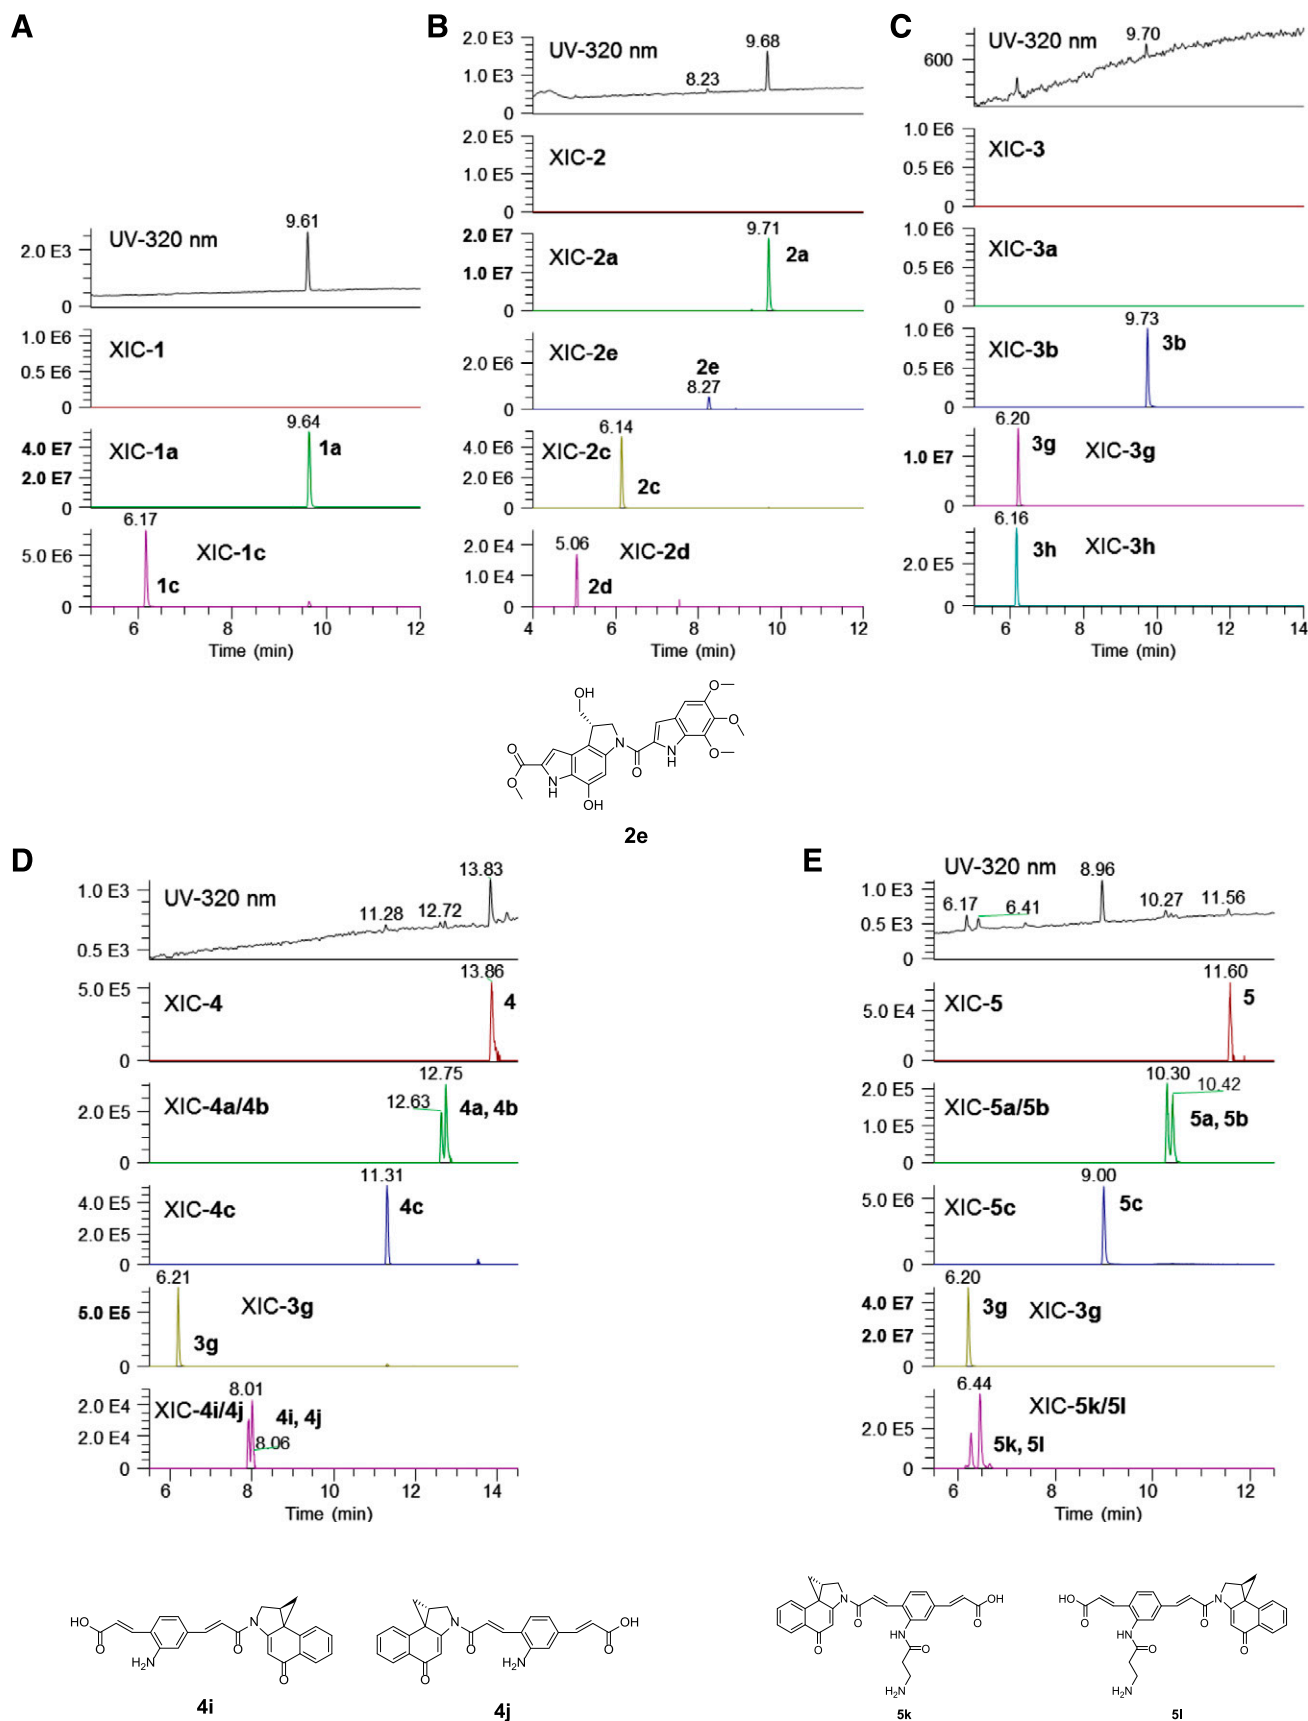 A
UV-320 nm
9.61
2.0 E3
0
XIC-1
1.0 E6
0.5 E6
0
XIC-1a
9.64
1a
4.0 E7
2.0 E7
0
6.17
XIC-1c
5.0 E6
1c
0
6 8 10 12
Time (min)
B
2.0 E3
UV-320 nm
9.68
8.23
1.0 E3
0
2.0 E5
XIC-2
1.0 E5
0
2.0 E7
9.71
XIC-2a
2a
1.0 E7
0
XIC-2e
2.0 E6
2e
8.27
0
6.14
4.0 E6
XIC-2c
2.0 E6
2c
0
2.0 E4
5.06
XIC-2d
1.0 E4
2d
0
4 6 8 10 12
Time (min)
C
UV-320 nm
9.70
600
1.0 E6
XIC-3
0.5 E6
0
1.0 E6
XIC-3a
0.5 E6
0
9.73
1.0 E6
XIC-3b
3b
0.5 E6
0
6.20
3g
XIC-3g
1.0 E7
0
6.16
3h
XIC-3h
2.0 E5
0
6 8 10 12 14
Time (min)
OH
O
O
O
N
N
H
O
O
O
N
H
OH
2e
D
13.83
1.0 E3
UV-320 nm
11.28
12.72
0.5 E3
13.86
5.0 E5
XIC-4
4
0
12.75
12.63
XIC-4a/4b
4a, 4b
2.0 E5
0
11.31
4.0 E5
XIC-4c
4c
2.0 E5
0
6.21
XIC-3g
5.0 E5
3g
0
8.01
2.0 E4
XIC-4i/4j
4i, 4j
2.0 E4
8.06
0
6 8 10 12 14
Time (min)
E
UV-320 nm
8.96
1.0 E3
6.17
6.41
10.27
11.56
0.5 E3
0
11.60
XIC-5
5
5.0 E4
0
10.30
10.42
2.0 E5
XIC-5a/5b
5a, 5b
1.0 E5
0
9.00
5.0 E6
XIC-5c
5c
0
6.20
4.0 E7
3g
XIC-3g
2.0 E7
0
6.44
XIC-5k/5l
2.0 E5
5k, 5l
0
6 8 10 12
Time (min)
HO
O
H2N
O
N
O
4i
N
O
O
H2N
OH
O
4j
N
O
O
OH
O
HN
O
H2N
5k
HO
O
HN
O
H2N
O
N
O
5l